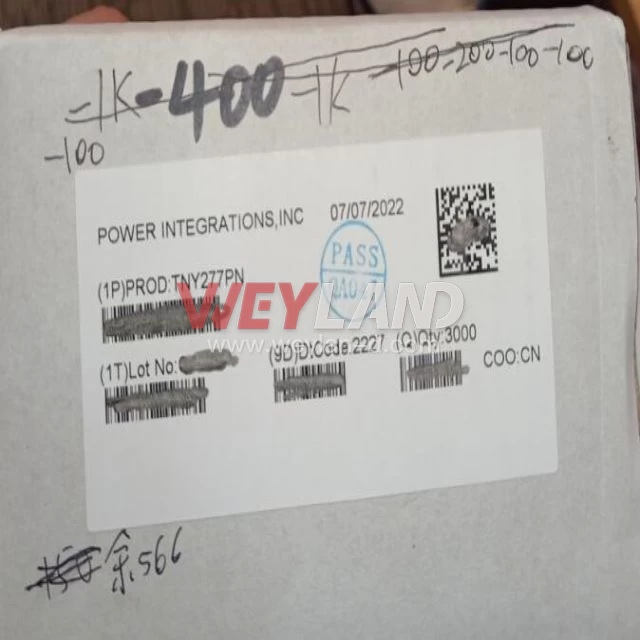 =1K-400=1K-100-200-100-100
-100
POWER INTEGRATIONS,INC 07/07/2022
(1P)PROD:TNY277PN
PASS
WEYLAND
(1T)Lot No: (9D)D.Code:2227 (Q)Qty:3000
COO:CN
余566